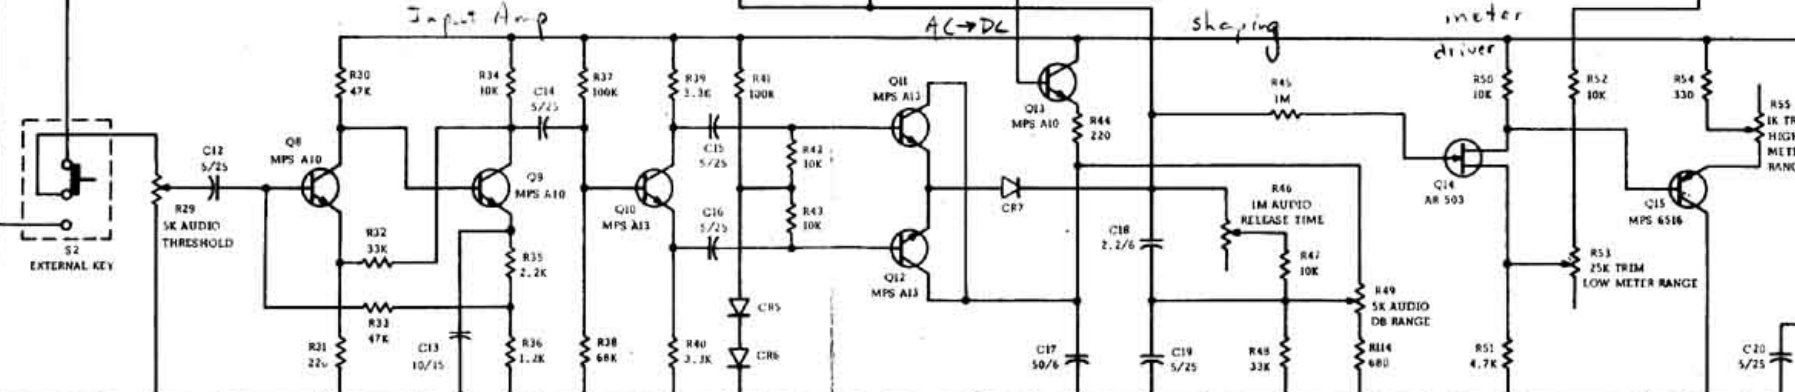 Input Amp
AC→DC
shaping
meter
driver
R30
47K
R34
10K
C14
5/25
R37
100K
R39
3.3K
R41
100K
Q11
MPS A13
Q13
MPS A10
R44
220
R45
1M
R50
10K
R52
10K
R54
330
R55
1K TR
HIGH
METE
RANG
Q8
MPS A10
C12
5/25
R29
5K AUDIO
THRESHOLD
S2
EXTERNAL KEY
Q9
MPS A10
C15
5/25
R42
10K
Q10
MPS A13
C16
5/25
R43
10K
CR7
R46
1M AUDIO
RELEASE TIME
Q14
AR 503
Q15
MPS 6516
R32
33K
R35
2.2K
Q12
MPS A13
C18
2.2/6
R47
10K
R53
25K TRIM
LOW METER RANGE
R49
5K AUDIO
DB RANGE
R33
47K
CR5
R31
C13
10/15
R36
1.2K
R38
68K
R40
3.3K
CR6
C17
50/6
C19
5/25
R48
33K
R114
680
R51
4.7K
C20
5/25